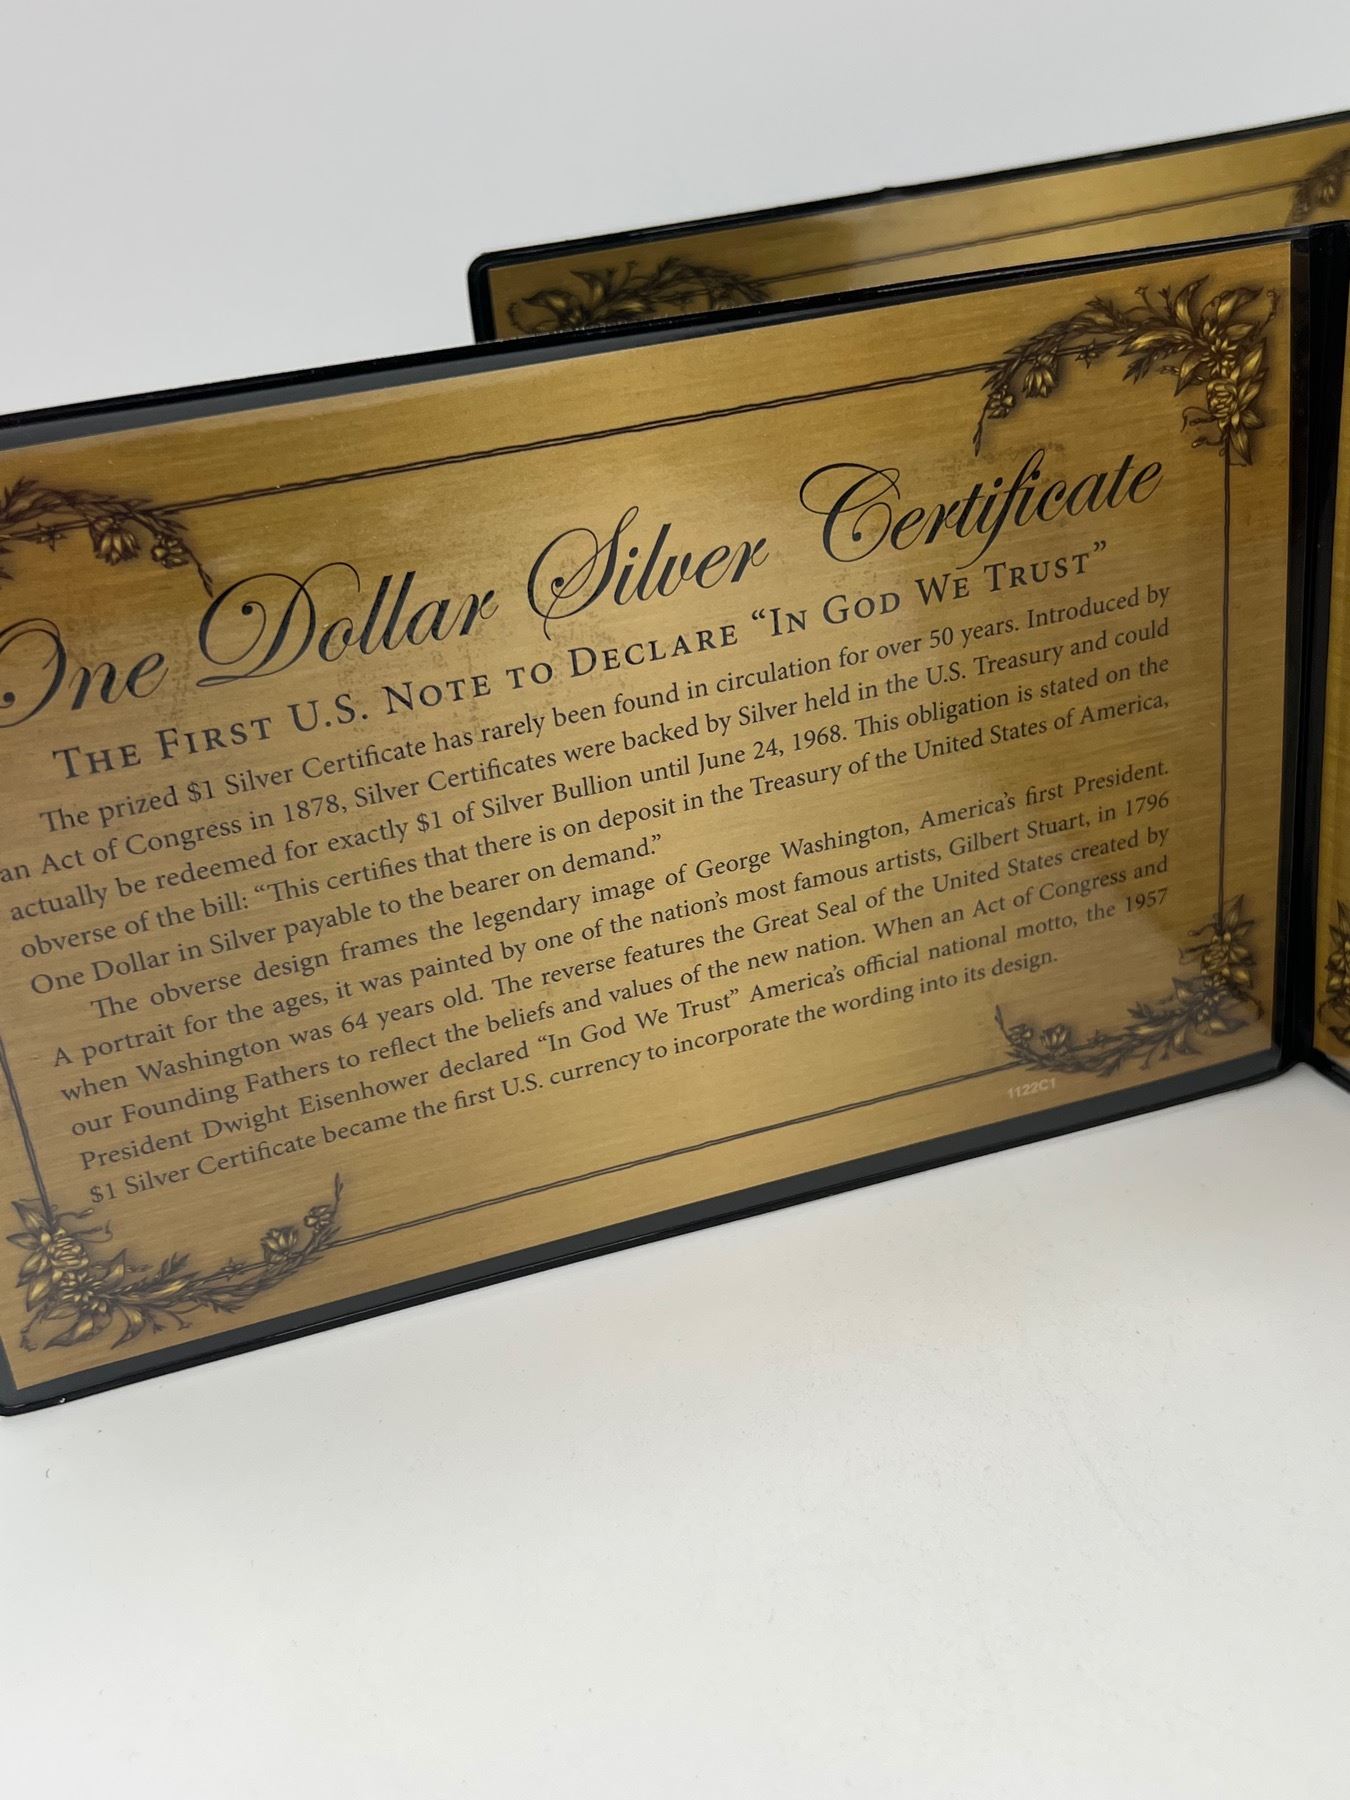 One Dollar Silver Certificate
The First U.S. Note to Declare “In God We Trust”
The prized $1 Silver Certificate has rarely been found in circulation for over 50 years. Introduced by
an Act of Congress in 1878, Silver Certificates were backed by Silver held in the U.S. Treasury and could
actually be redeemed for exactly $1 of Silver Bullion until June 24, 1968. This obligation is stated on the
obverse of the bill: “This certifies that there is on deposit in the Treasury of the United States of America,
One Dollar in Silver payable to the bearer on demand.”
The obverse design frames the legendary image of George Washington, America’s first President.
A portrait for the ages, it was painted by one of the nation’s most famous artists, Gilbert Stuart, in 1796
when Washington was 64 years old. The reverse features the Great Seal of the United States created by
our Founding Fathers to reflect the beliefs and values of the new nation. When an Act of Congress and
President Dwight Eisenhower declared “In God We Trust” America’s official national motto, the 1957
$1 Silver Certificate became the first U.S. currency to incorporate the wording into its design.
1122C1